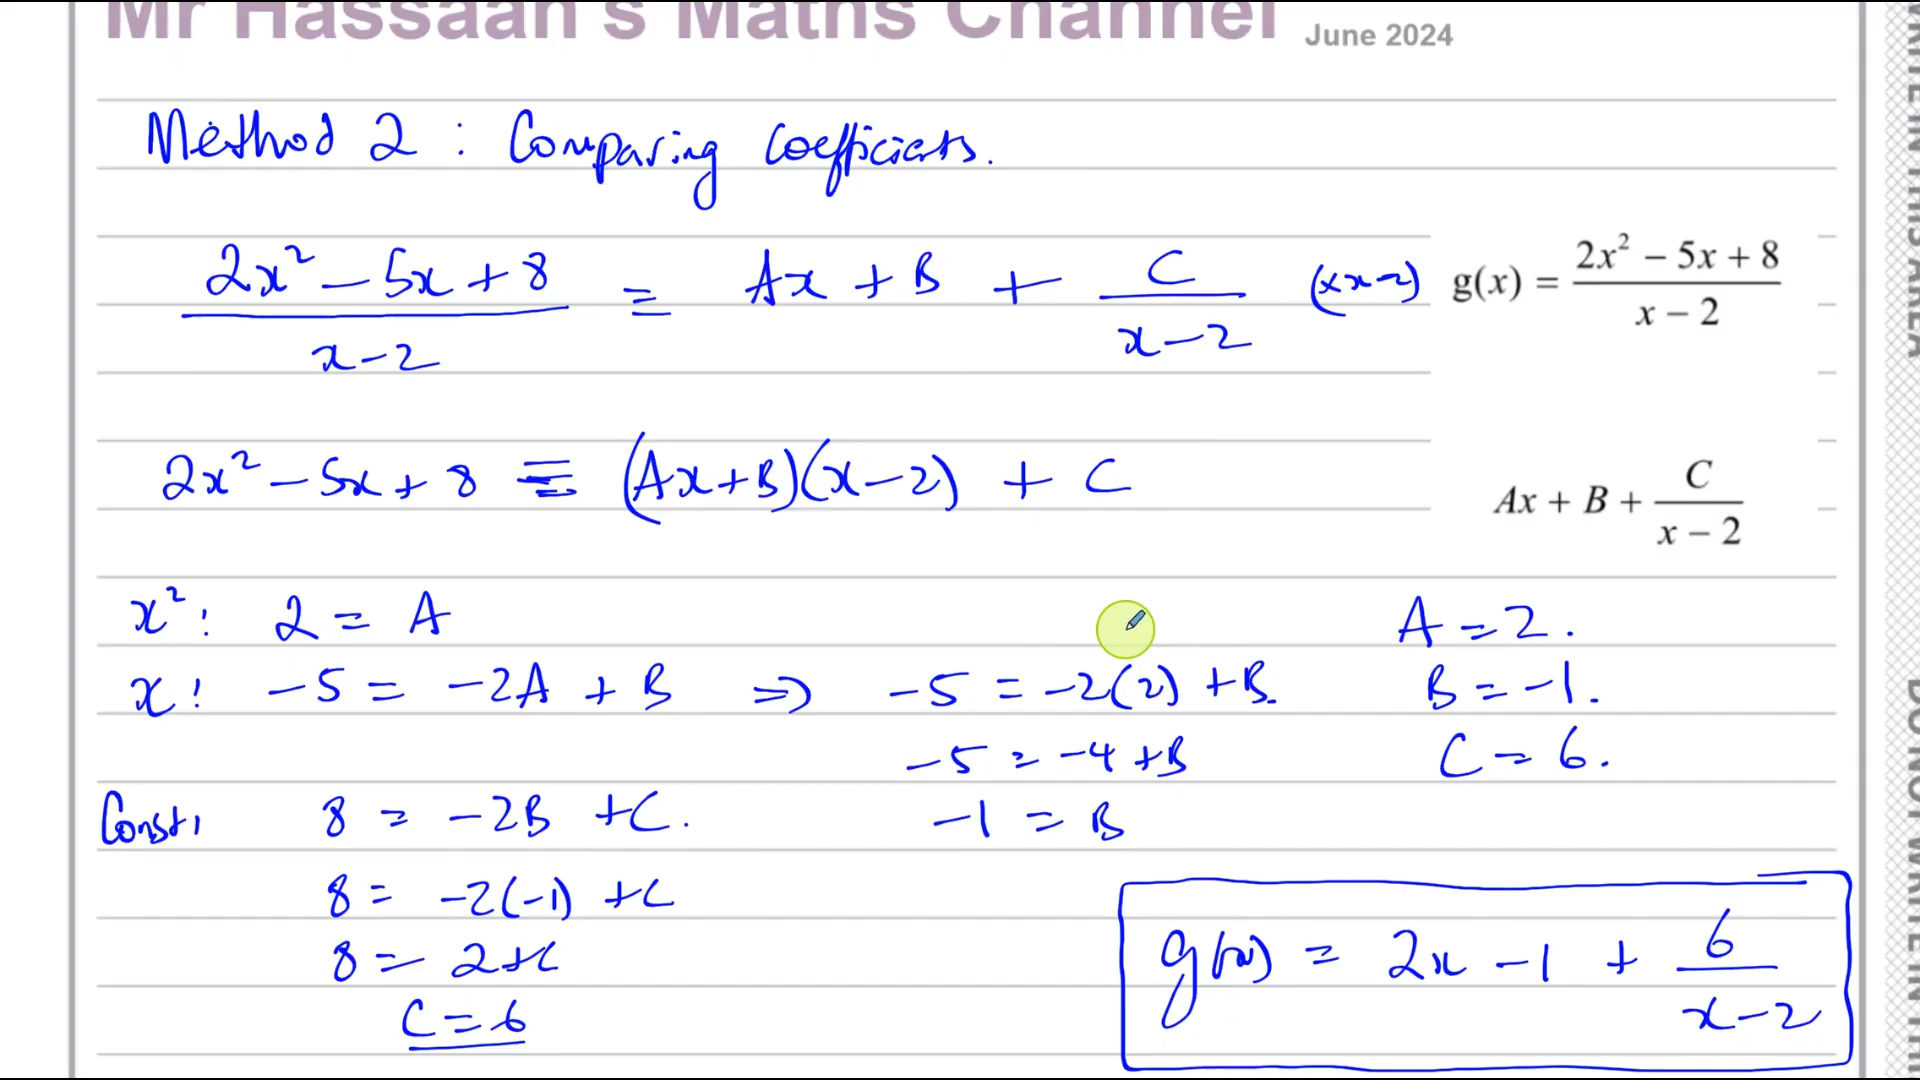 Mr Hassaan's Maths Channel June 2024
Method 2 : Comparing Coefficients.
2x² - 5x + 8 / x - 2 = Ax + B + C / x - 2 (×x-2)
g(x) = 2x² − 5x + 8 / x − 2
2x² - 5x + 8 ≡ (Ax+B)(x-2) + C
Ax + B + C / x − 2
x² : 2 = A
A = 2.
x : -5 = -2A + B ⇒ -5 = -2(2) + B.
B = -1.
-5 = -4 + B
C = 6.
Const, 8 = -2B + C.
-1 = B
8 = -2(-1) + C
8 = 2 + C
C = 6
g(x) = 2x - 1 + 6 / x - 2